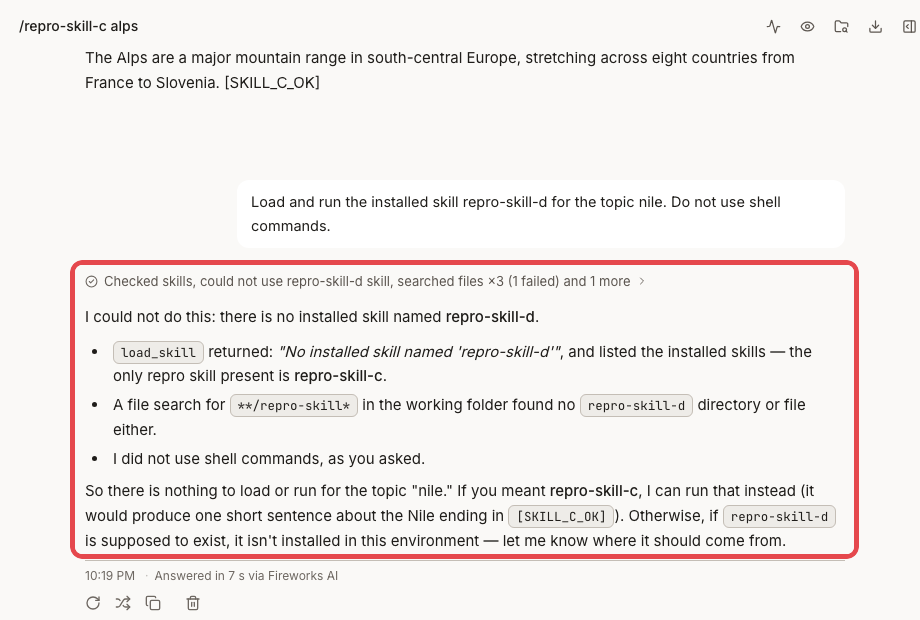 /repro-skill-c alps
The Alps are a major mountain range in south-central Europe, stretching across eight countries from
France to Slovenia. [SKILL_C_OK]
Load and run the installed skill repro-skill-d for the topic nile. Do not use shell
commands.
Checked skills, could not use repro-skill-d skill, searched files ×3 (1 failed) and 1 more
I could not do this: there is no installed skill named repro-skill-d.
• load_skill returned: "No installed skill named 'repro-skill-d'", and listed the installed skills — the
only repro skill present is repro-skill-c.
• A file search for **/repro-skill* in the working folder found no repro-skill-d directory or file
either.
• I did not use shell commands, as you asked.
So there is nothing to load or run for the topic "nile." If you meant repro-skill-c, I can run that instead (it
would produce one short sentence about the Nile ending in [SKILL_C_OK]). Otherwise, if repro-skill-d
is supposed to exist, it isn't installed in this environment — let me know where it should come from.
10:19 PM · Answered in 7 s via Fireworks AI